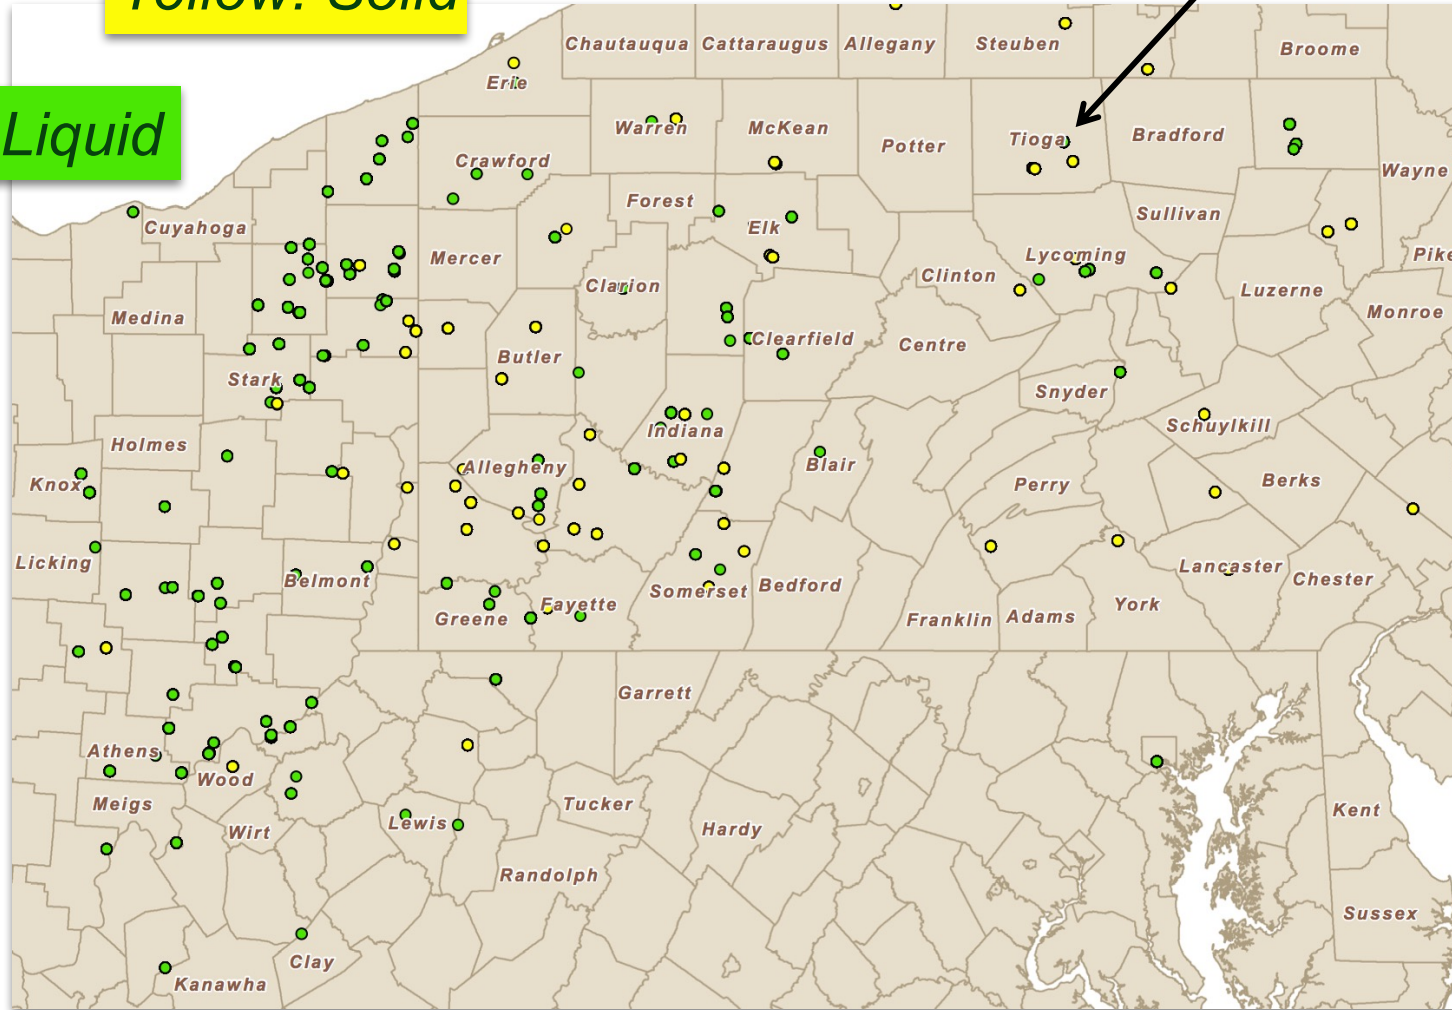 Yellow: Solid
Liquid
Chautauqua Cattaraugus Allegany Steuben Broome
Erie
Warren McKean Potter Tioga Bradford
Crawford Wayne
Forest Sullivan
Cuyahoga Elk
Mercer Lycoming Pike
Clarion Clinton Luzerne
Medina Clearfield Monroe
Butler Centre
Stark Snyder
Holmes Indiana Schuylkill
Knox Allegheny Blair Perry Berks
Licking Belmont Somerset Bedford Lancaster Chester
Greene Fayette Franklin Adams York
Garrett
Athens Wood
Meigs Tucker Kent
Wirt Lewis Hardy
Randolph
Sussex
Clay
Kanawha